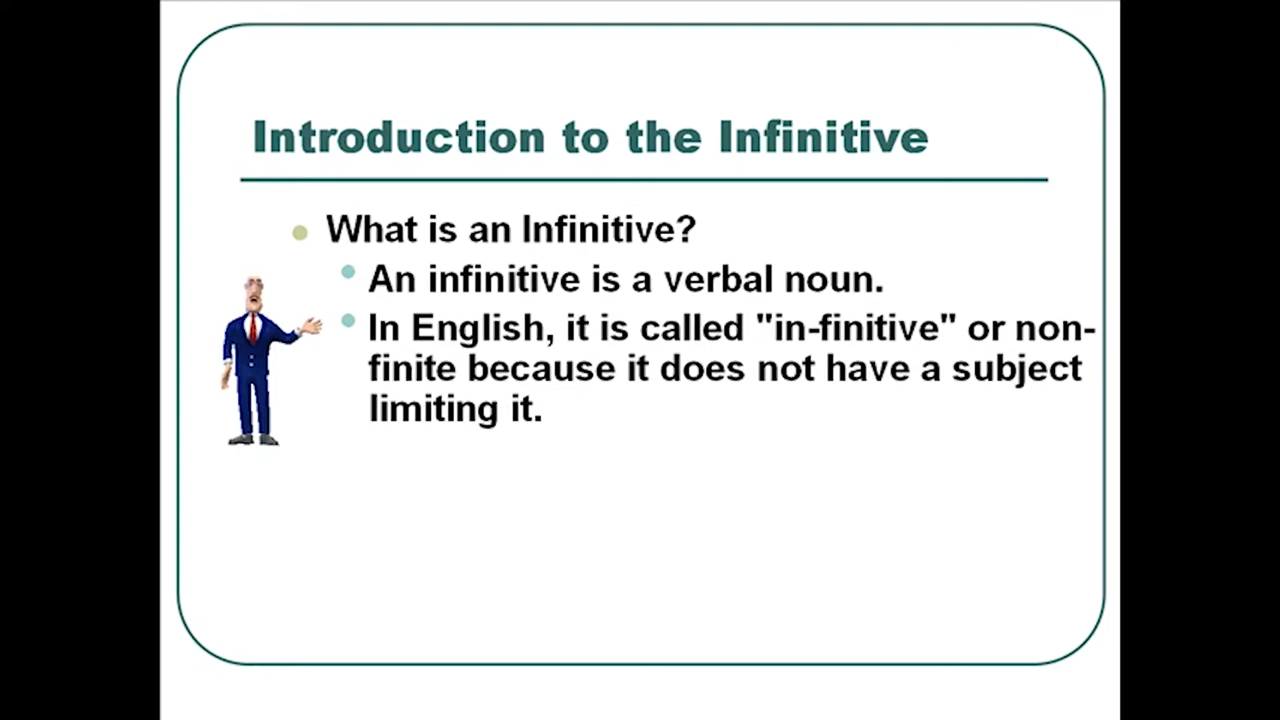 Introduction to the Infinitive
What is an Infinitive?
An infinitive is a verbal noun.
In English, it is called "in-finitive" or non-
finite because it does not have a subject
limiting it.